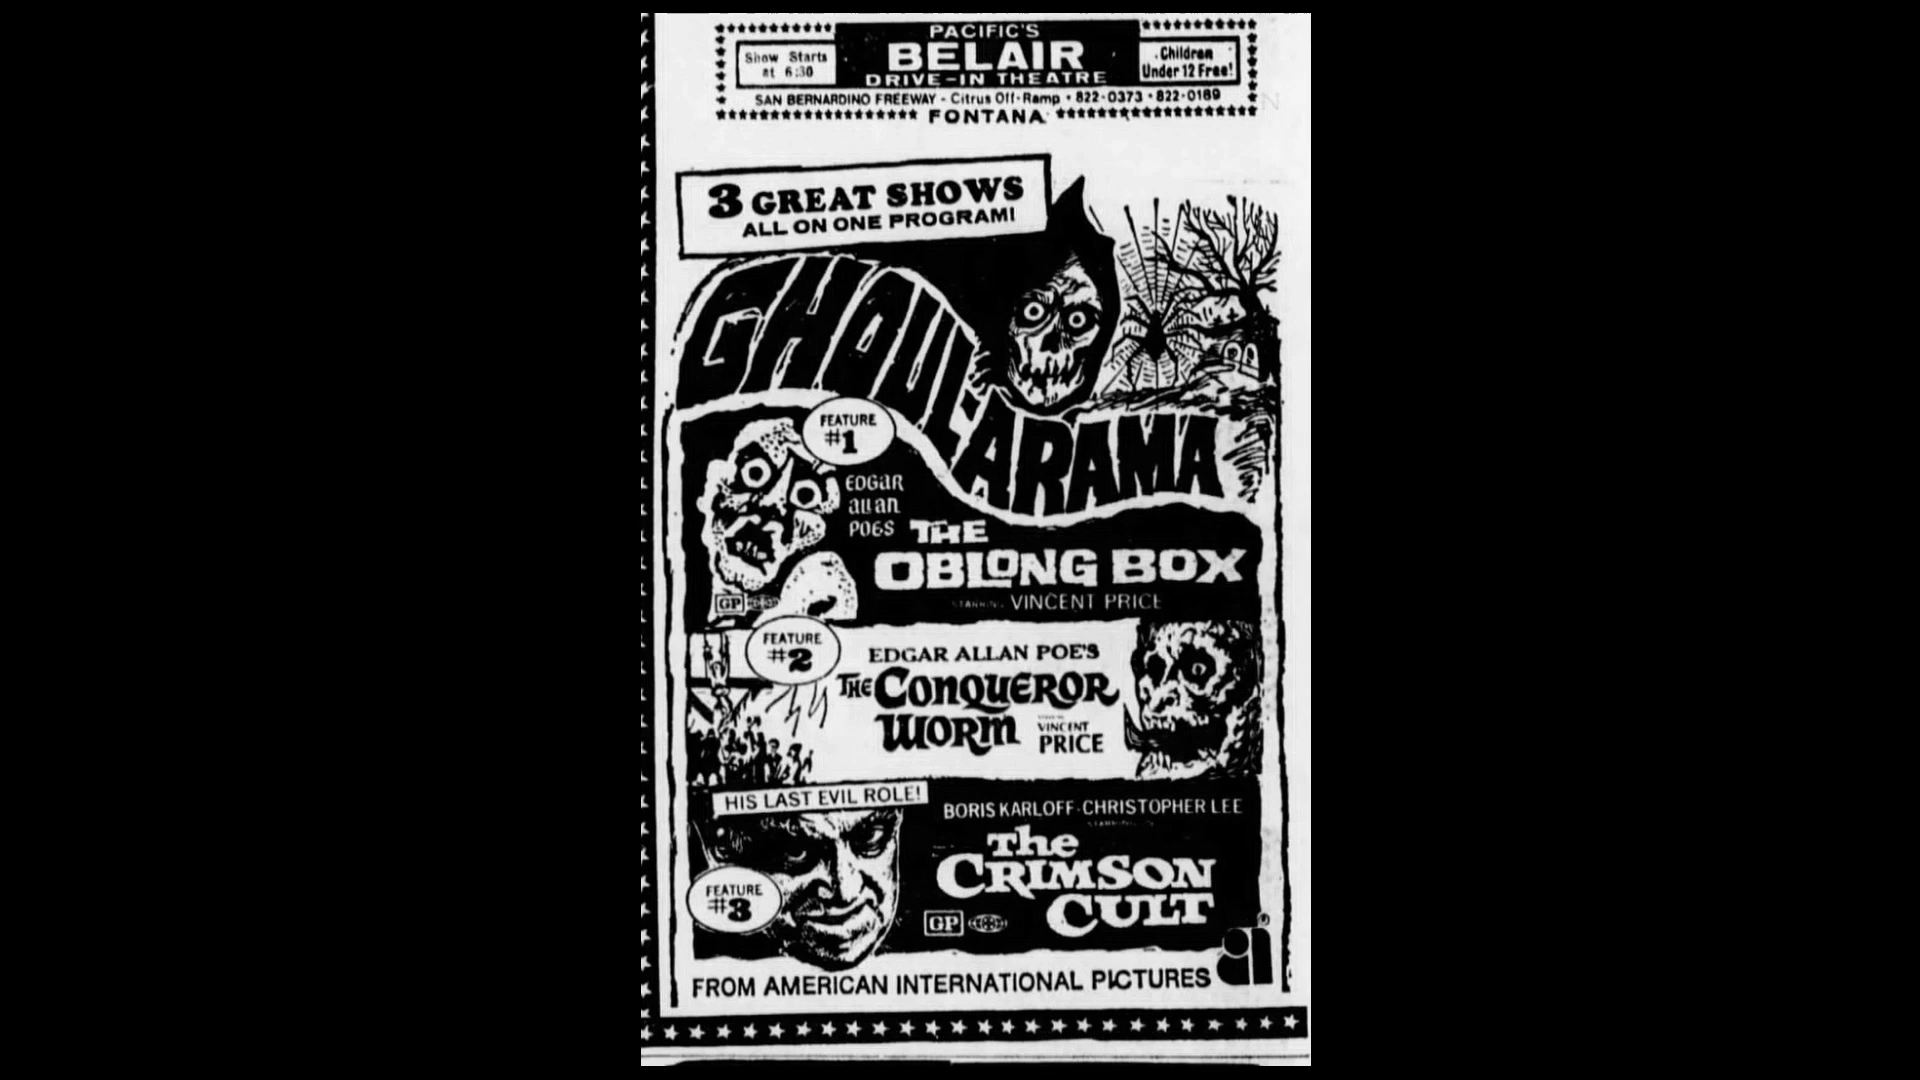 PACIFIC'S
BELAIR
DRIVE-IN THEATRE
Show Starts
at 6:30
Children
Under 12 Free!
SAN BERNARDINO FREEWAY - Citrus Off-Ramp • 822-0373 • 822-0189
FONTANA
3 GREAT SHOWS
ALL ON ONE PROGRAM!
GHOUL-ARAMA
FEATURE
#1
EDGAR
allan
POES
THE
OBLONG BOX
STARRING VINCENT PRICE
GP
FEATURE
#2
EDGAR ALLAN POE'S
THE CONQUEROR
WORM
VINCENT
PRICE
HIS LAST EVIL ROLE!
BORIS KARLOFF-CHRISTOPHER LEE
The
CRIMSON
CULT
FEATURE
#3
GP
FROM AMERICAN INTERNATIONAL PICTURES
ai